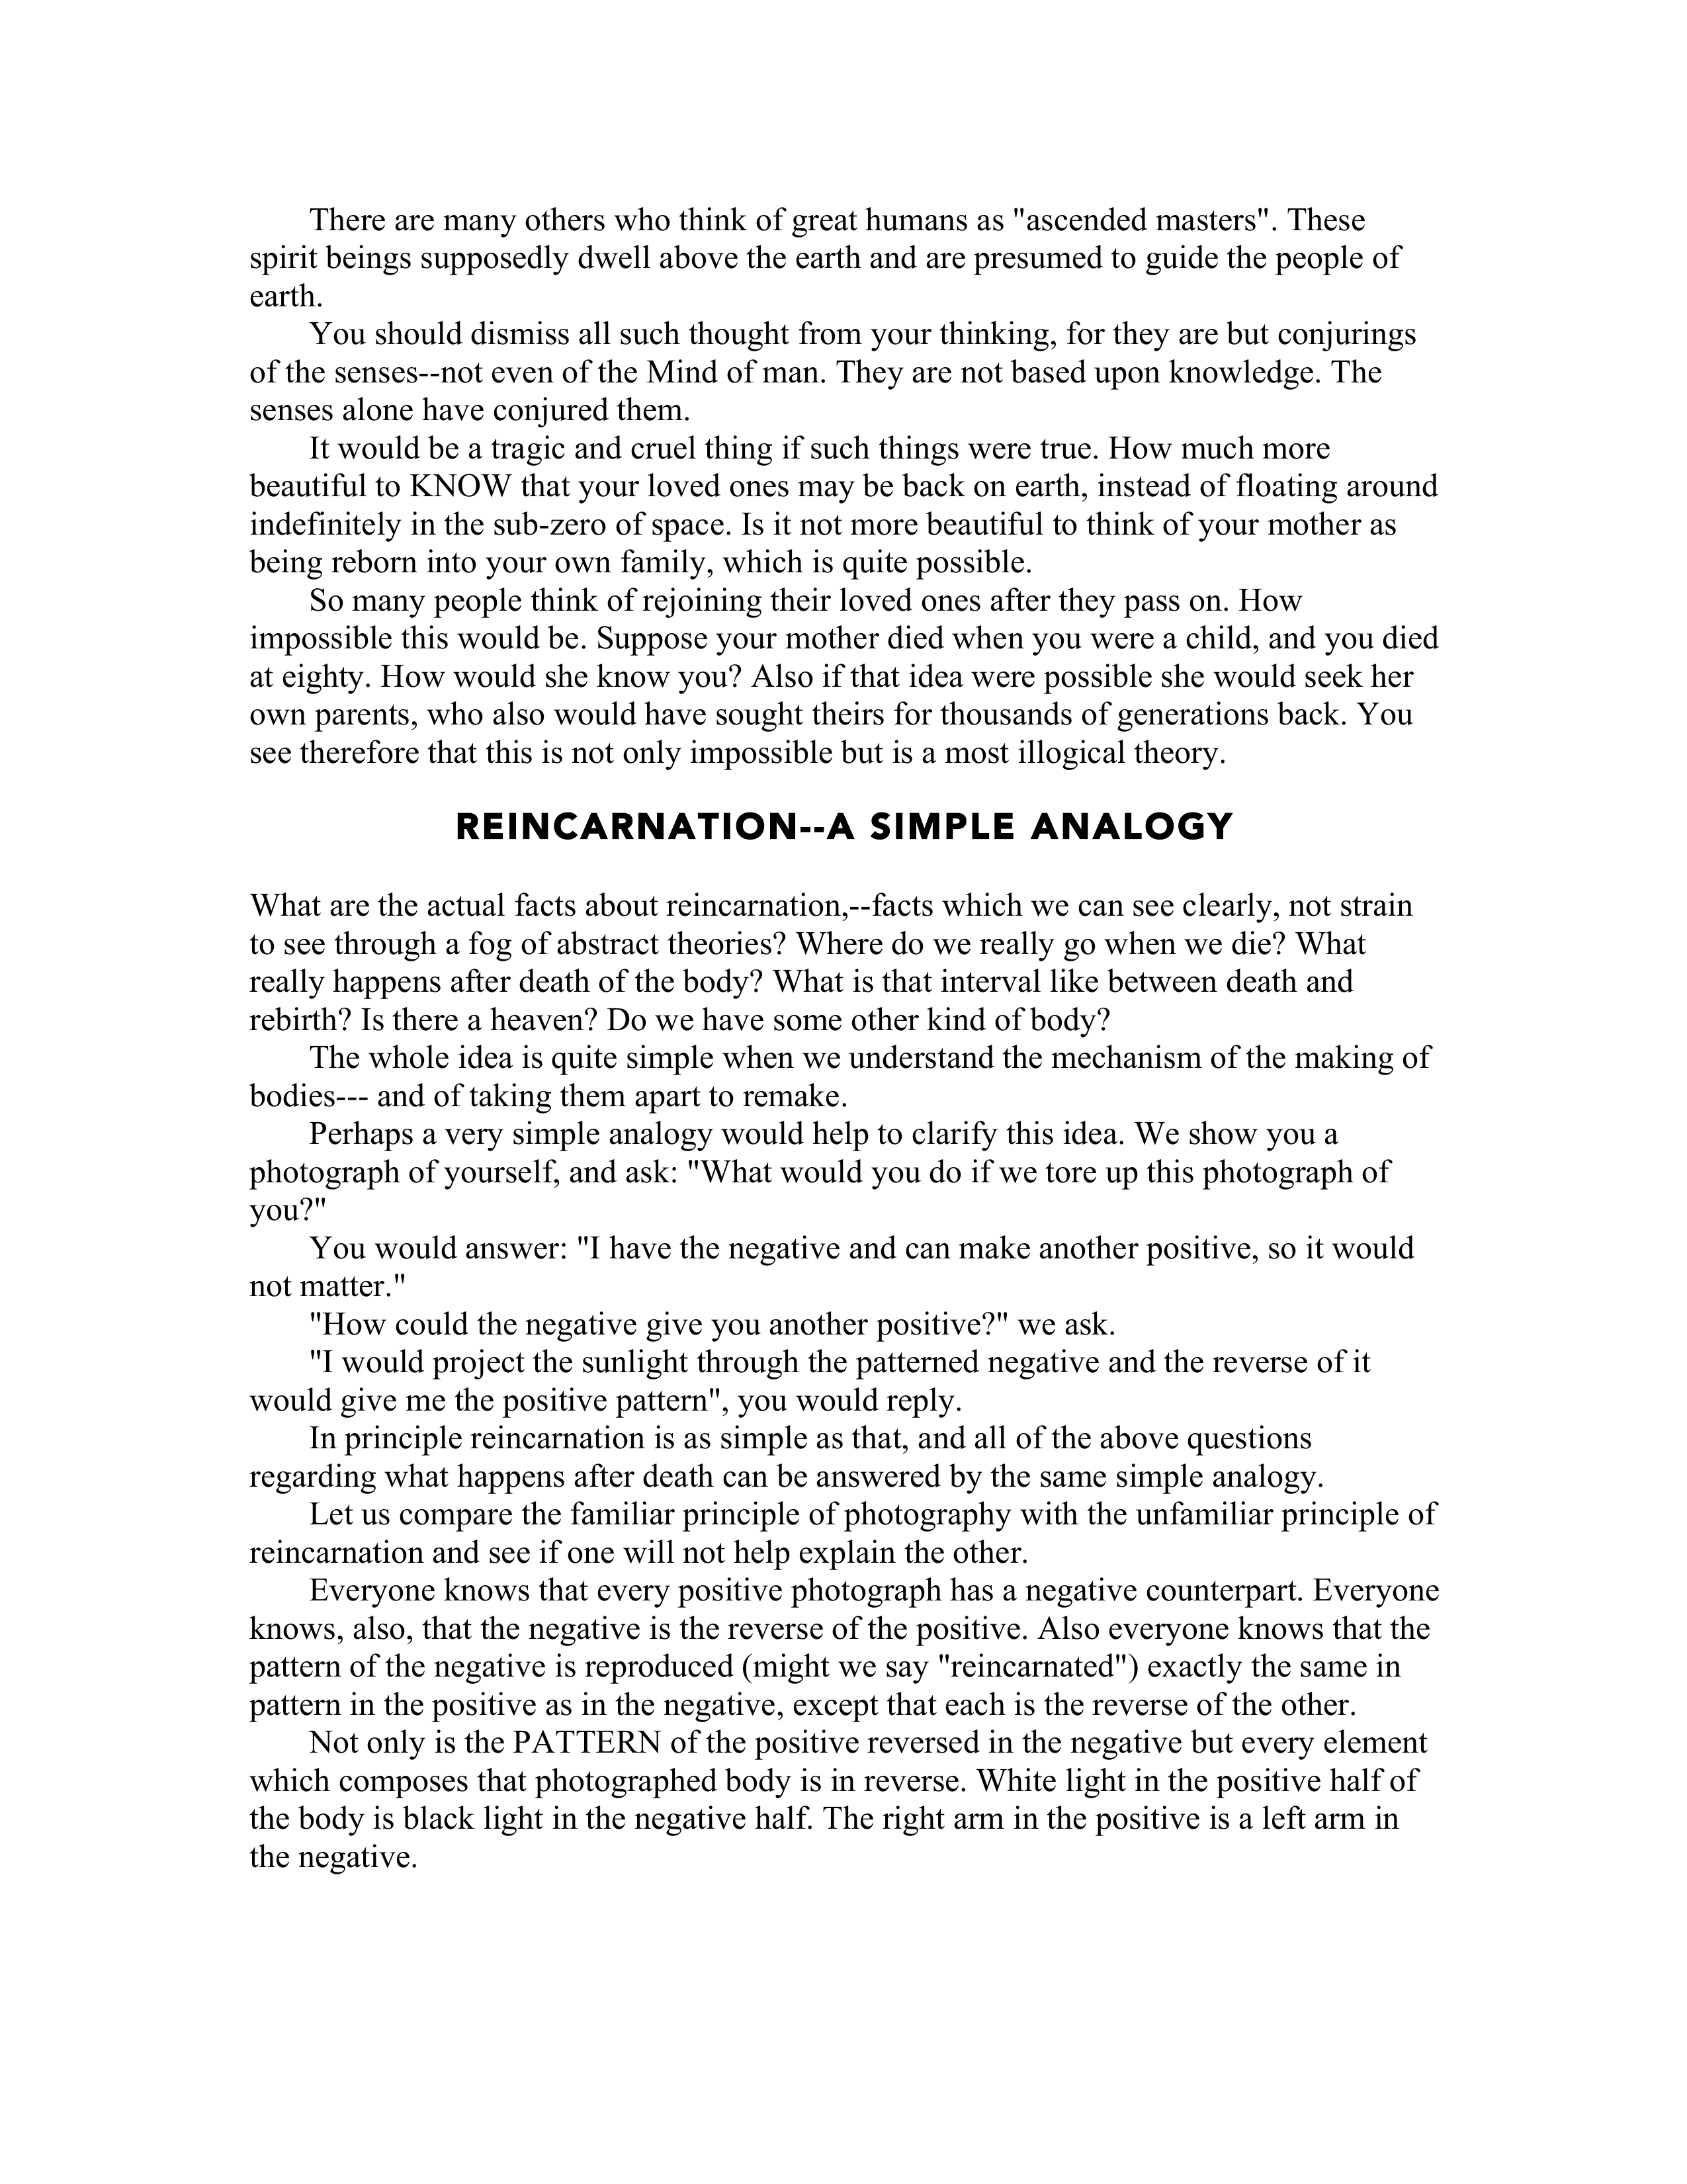 There are many others who think of great humans as "ascended masters". These
spirit beings supposedly dwell above the earth and are presumed to guide the people of
earth.
You should dismiss all such thought from your thinking, for they are but conjurings
of the senses--not even of the Mind of man. They are not based upon knowledge. The
senses alone have conjured them.
It would be a tragic and cruel thing if such things were true. How much more
beautiful to KNOW that your loved ones may be back on earth, instead of floating around
indefinitely in the sub-zero of space. Is it not more beautiful to think of your mother as
being reborn into your own family, which is quite possible.
So many people think of rejoining their loved ones after they pass on. How
impossible this would be. Suppose your mother died when you were a child, and you died
at eighty. How would she know you? Also if that idea were possible she would seek her
own parents, who also would have sought theirs for thousands of generations back. You
see therefore that this is not only impossible but is a most illogical theory.
REINCARNATION--A SIMPLE ANALOGY
What are the actual facts about reincarnation,--facts which we can see clearly, not strain
to see through a fog of abstract theories? Where do we really go when we die? What
really happens after death of the body? What is that interval like between death and
rebirth? Is there a heaven? Do we have some other kind of body?
The whole idea is quite simple when we understand the mechanism of the making of
bodies--- and of taking them apart to remake.
Perhaps a very simple analogy would help to clarify this idea. We show you a
photograph of yourself, and ask: "What would you do if we tore up this photograph of
you?"
You would answer: "I have the negative and can make another positive, so it would
not matter."
"How could the negative give you another positive?" we ask.
"I would project the sunlight through the patterned negative and the reverse of it
would give me the positive pattern", you would reply.
In principle reincarnation is as simple as that, and all of the above questions
regarding what happens after death can be answered by the same simple analogy.
Let us compare the familiar principle of photography with the unfamiliar principle of
reincarnation and see if one will not help explain the other.
Everyone knows that every positive photograph has a negative counterpart. Everyone
knows, also, that the negative is the reverse of the positive. Also everyone knows that the
pattern of the negative is reproduced (might we say "reincarnated") exactly the same in
pattern in the positive as in the negative, except that each is the reverse of the other.
Not only is the PATTERN of the positive reversed in the negative but every element
which composes that photographed body is in reverse. White light in the positive half of
the body is black light in the negative half. The right arm in the positive is a left arm in
the negative.